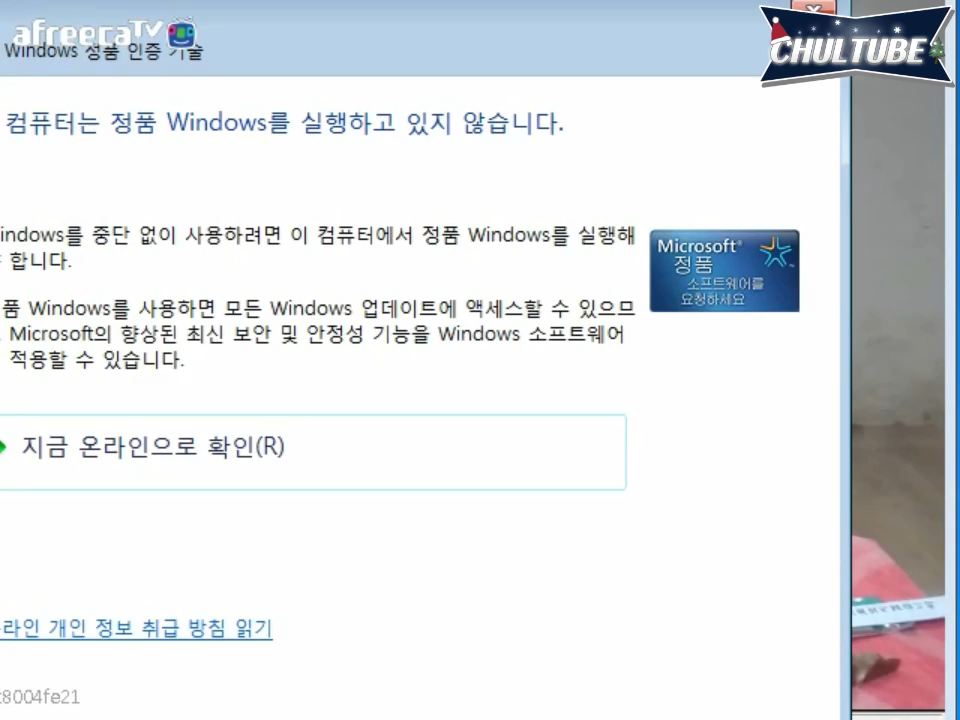 afreecaTV
Windows 정품 인증 기술
CHULTUBE
컴퓨터는 정품 Windows를 실행하고 있지 않습니다.
indows를 중단 없이 사용하려면 이 컴퓨터에서 정품 Windows를 실행해
합니다.
품 Windows를 사용하면 모든 Windows 업데이트에 액세스할 수 있으므
Microsoft의 향상된 최신 보안 및 안정성 기능을 Windows 소프트웨어
적용할 수 있습니다.
Microsoft®
정품
소프트웨어를
요청하세요
지금 온라인으로 확인(R)
라인 개인 정보 취급 방침 읽기
8004fe21